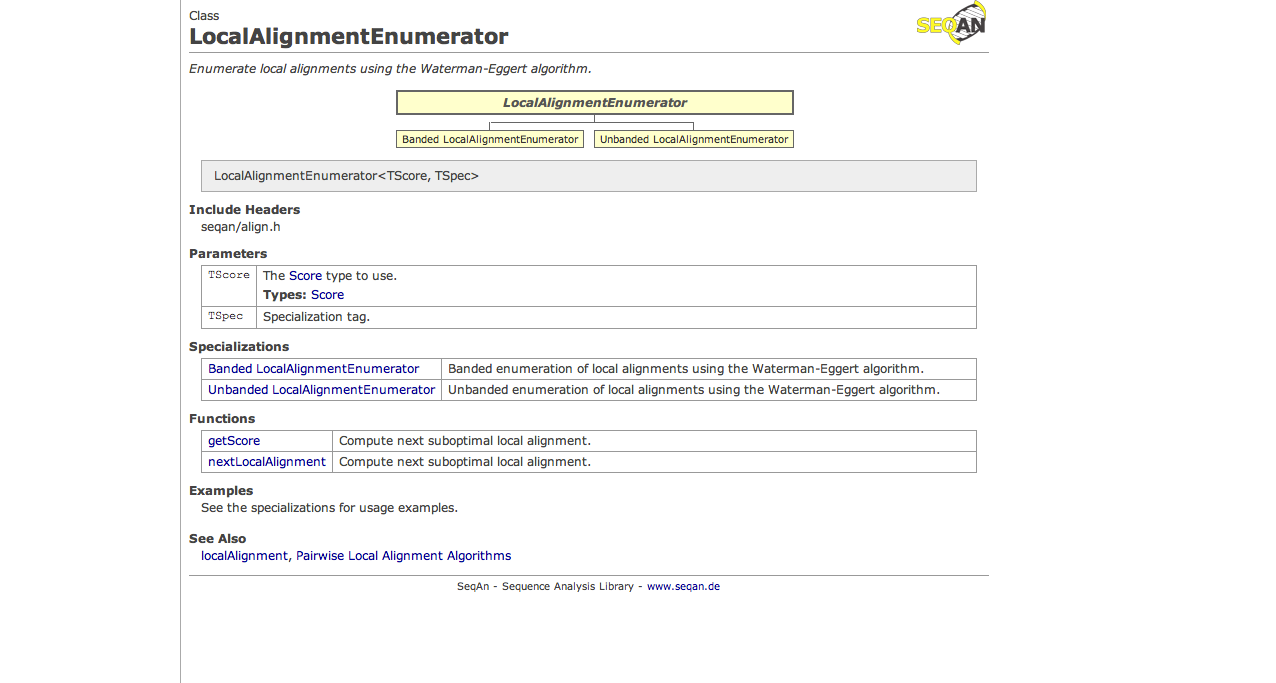 Class
SEQAN
LocalAlignmentEnumerator
Enumerate local alignments using the Waterman-Eggert algorithm.
LocalAlignmentEnumerator
Banded LocalAlignmentEnumerator Unbanded LocalAlignmentEnumerator
LocalAlignmentEnumerator<TScore, TSpec>
Include Headers
seqan/align.h
Parameters
TScore The Score type to use.
Types: Score
TSpec Specialization tag.
Specializations
Banded LocalAlignmentEnumerator Banded enumeration of local alignments using the Waterman-Eggert algorithm.
Unbanded LocalAlignmentEnumerator Unbanded enumeration of local alignments using the Waterman-Eggert algorithm.
Functions
getScore Compute next suboptimal local alignment.
nextLocalAlignment Compute next suboptimal local alignment.
Examples
See the specializations for usage examples.
See Also
localAlignment, Pairwise Local Alignment Algorithms
SeqAn - Sequence Analysis Library - www.seqan.de